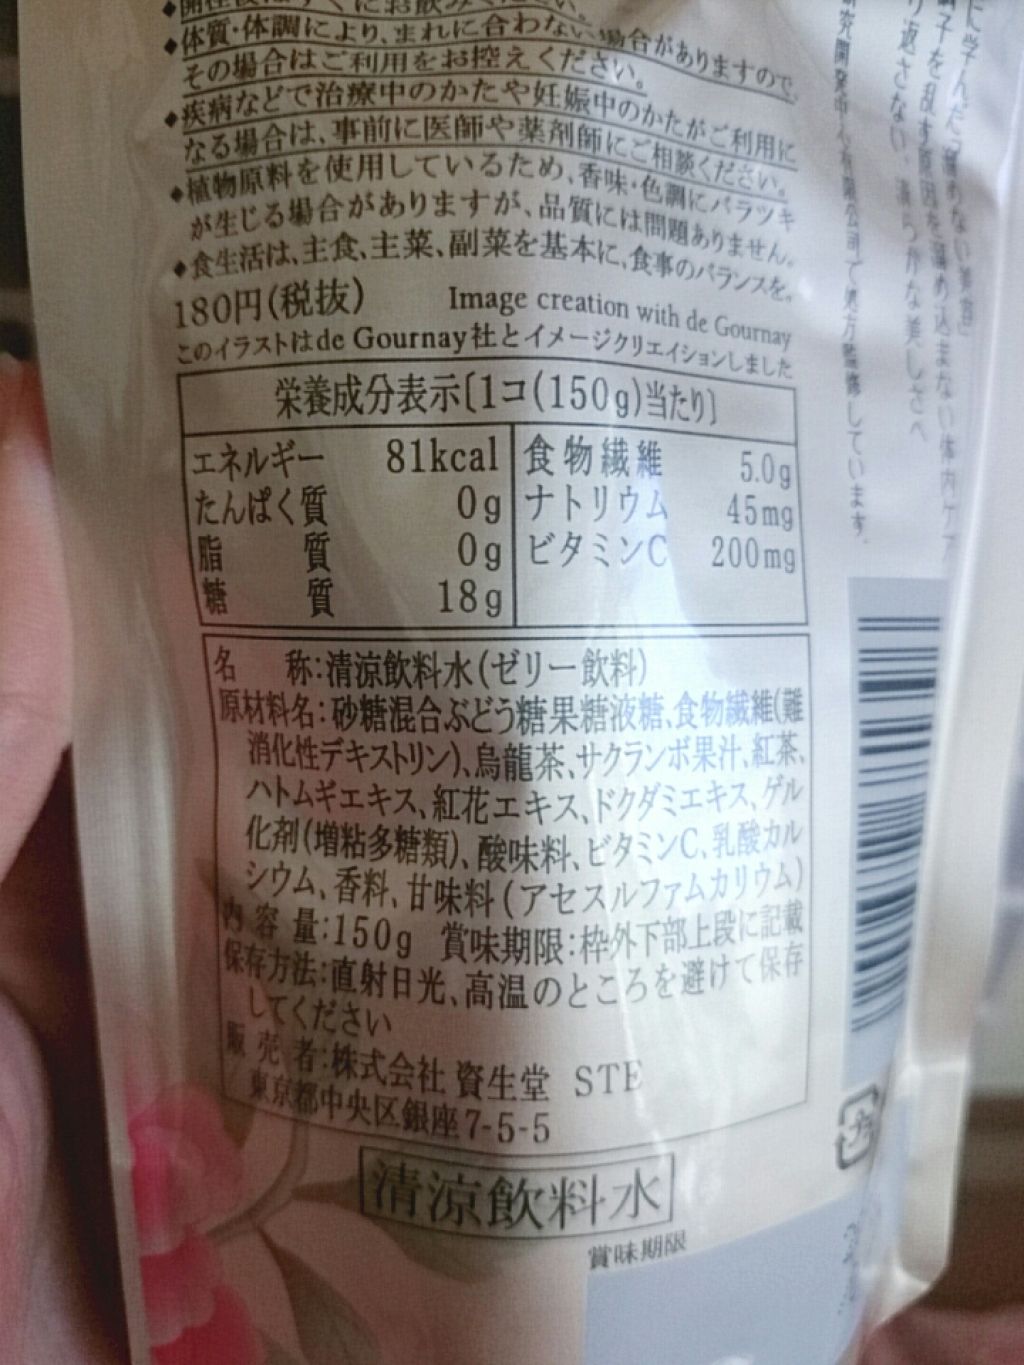 ◆体質・体調により、まれに合わない場合がありますので、
その場合はご利用をお控えください。
◆疾病などで治療中のかたや妊娠中のかたがご利用に
なる場合は、事前に医師や薬剤師にご相談ください。
◆植物原料を使用しているため、香味・色調にバラツキ
が生じる場合がありますが、品質には問題ありません。
◆食生活は、主食、主菜、副菜を基本に、食事のバランスを。
180円(税抜) Image creation with de Gournay
このイラストはde Gournay社とイメージクリエイションしました
栄養成分表示〔1コ(150g)当たり〕
エネルギー 81kcal 食物繊維 5.0g
たんぱく質 0g ナトリウム 45mg
脂質 0g ビタミンC 200mg
糖質 18g
名 称:清涼飲料水(ゼリー飲料)
原材料名:砂糖混合ぶどう糖果糖液糖、食物繊維(難
消化性デキストリン)、烏龍茶、サクランボ果汁、紅茶、
ハトムギエキス、紅花エキス、ドクダミエキス、ゲル
化剤(増粘多糖類)、酸味料、ビタミンC、乳酸カル
シウム、香料、甘味料(アセスルファムカリウム)
内容量:150g 賞味期限:枠外下部上段に記載
保存方法:直射日光、高温のところを避けて保存
してください
販売者:株式会社 資生堂 STE
東京都中央区銀座7-5-5
清涼飲料水
賞味期限